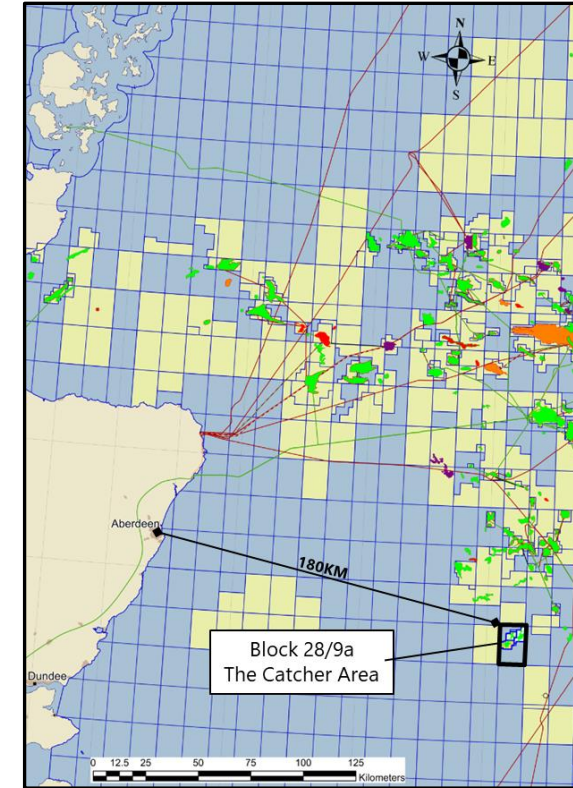 N
W
E
S
Aberdeen
180KM
Block 28/9a
The Catcher Area
Dundee
0 12.5 25 50 75 100 125
Kilometers